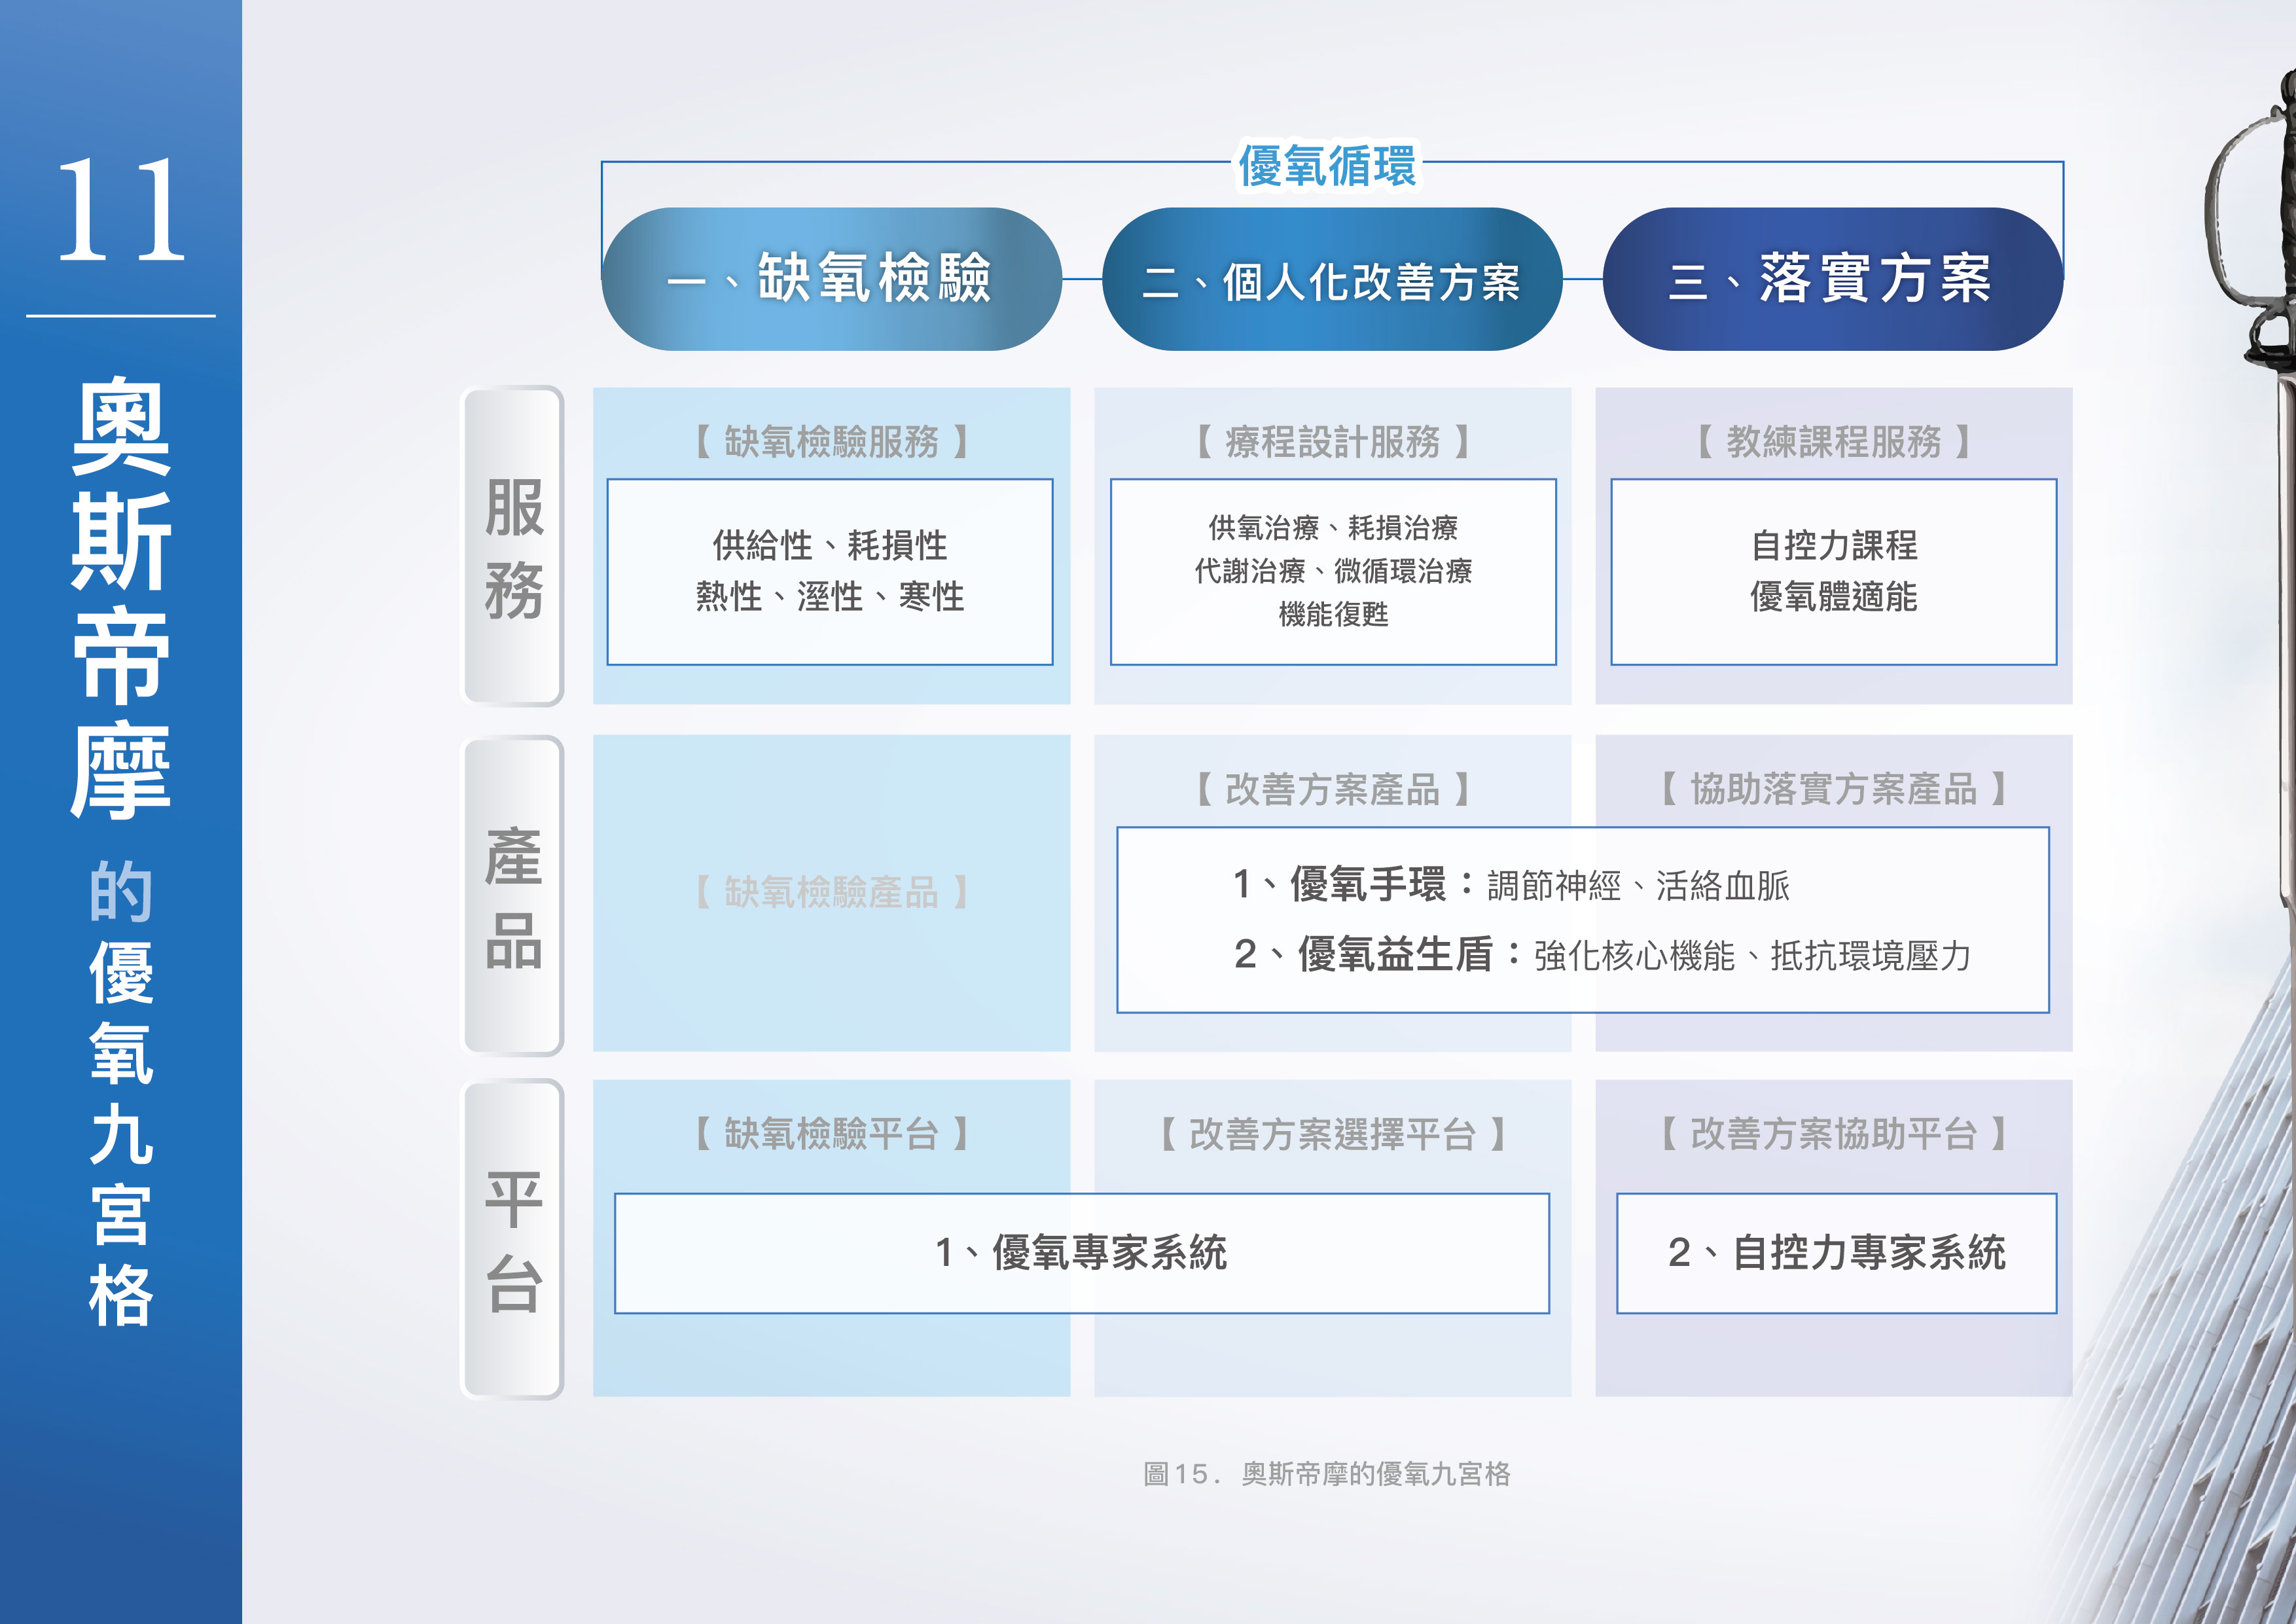 11
奧斯帝摩的優氧九宮格
優氧循環
一、缺氧檢驗
二、個人化改善方案
三、落實方案
服務
【 缺氧檢驗服務 】
供給性、耗損性
熱性、溼性、寒性
【 療程設計服務 】
供氧治療、耗損治療
代謝治療、微循環治療
機能復甦
【 教練課程服務 】
自控力課程
優氧體適能
產品
【 缺氧檢驗產品 】
【 改善方案產品 】
【 協助落實方案產品 】
1、優氧手環：調節神經、活絡血脈
2、優氧益生盾：強化核心機能、抵抗環境壓力
平台
【 缺氧檢驗平台 】
【 改善方案選擇平台 】
1、優氧專家系統
【 改善方案協助平台 】
2、自控力專家系統
圖15．奧斯帝摩的優氧九宮格